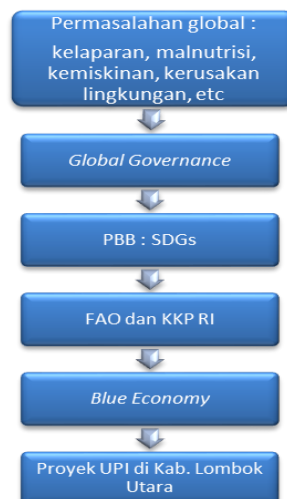 Permasalahan global :
kelaparan, malnutrisi,
kemiskinan, kerusakan
lingkungan, etc
Global Governance
PBB : SDGs
FAO dan KKP RI
Blue Economy
Proyek UPI di Kab. Lombok
Utara